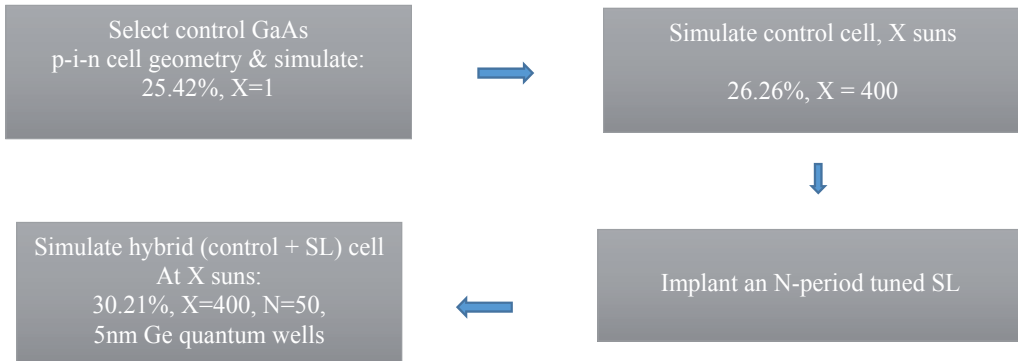 Select control GaAs
p-i-n cell geometry & simulate:
25.42%, X=1
Simulate control cell, X suns
26.26%, X = 400
Implant an N-period tuned SL
Simulate hybrid (control + SL) cell
At X suns:
30.21%, X=400, N=50,
5nm Ge quantum wells